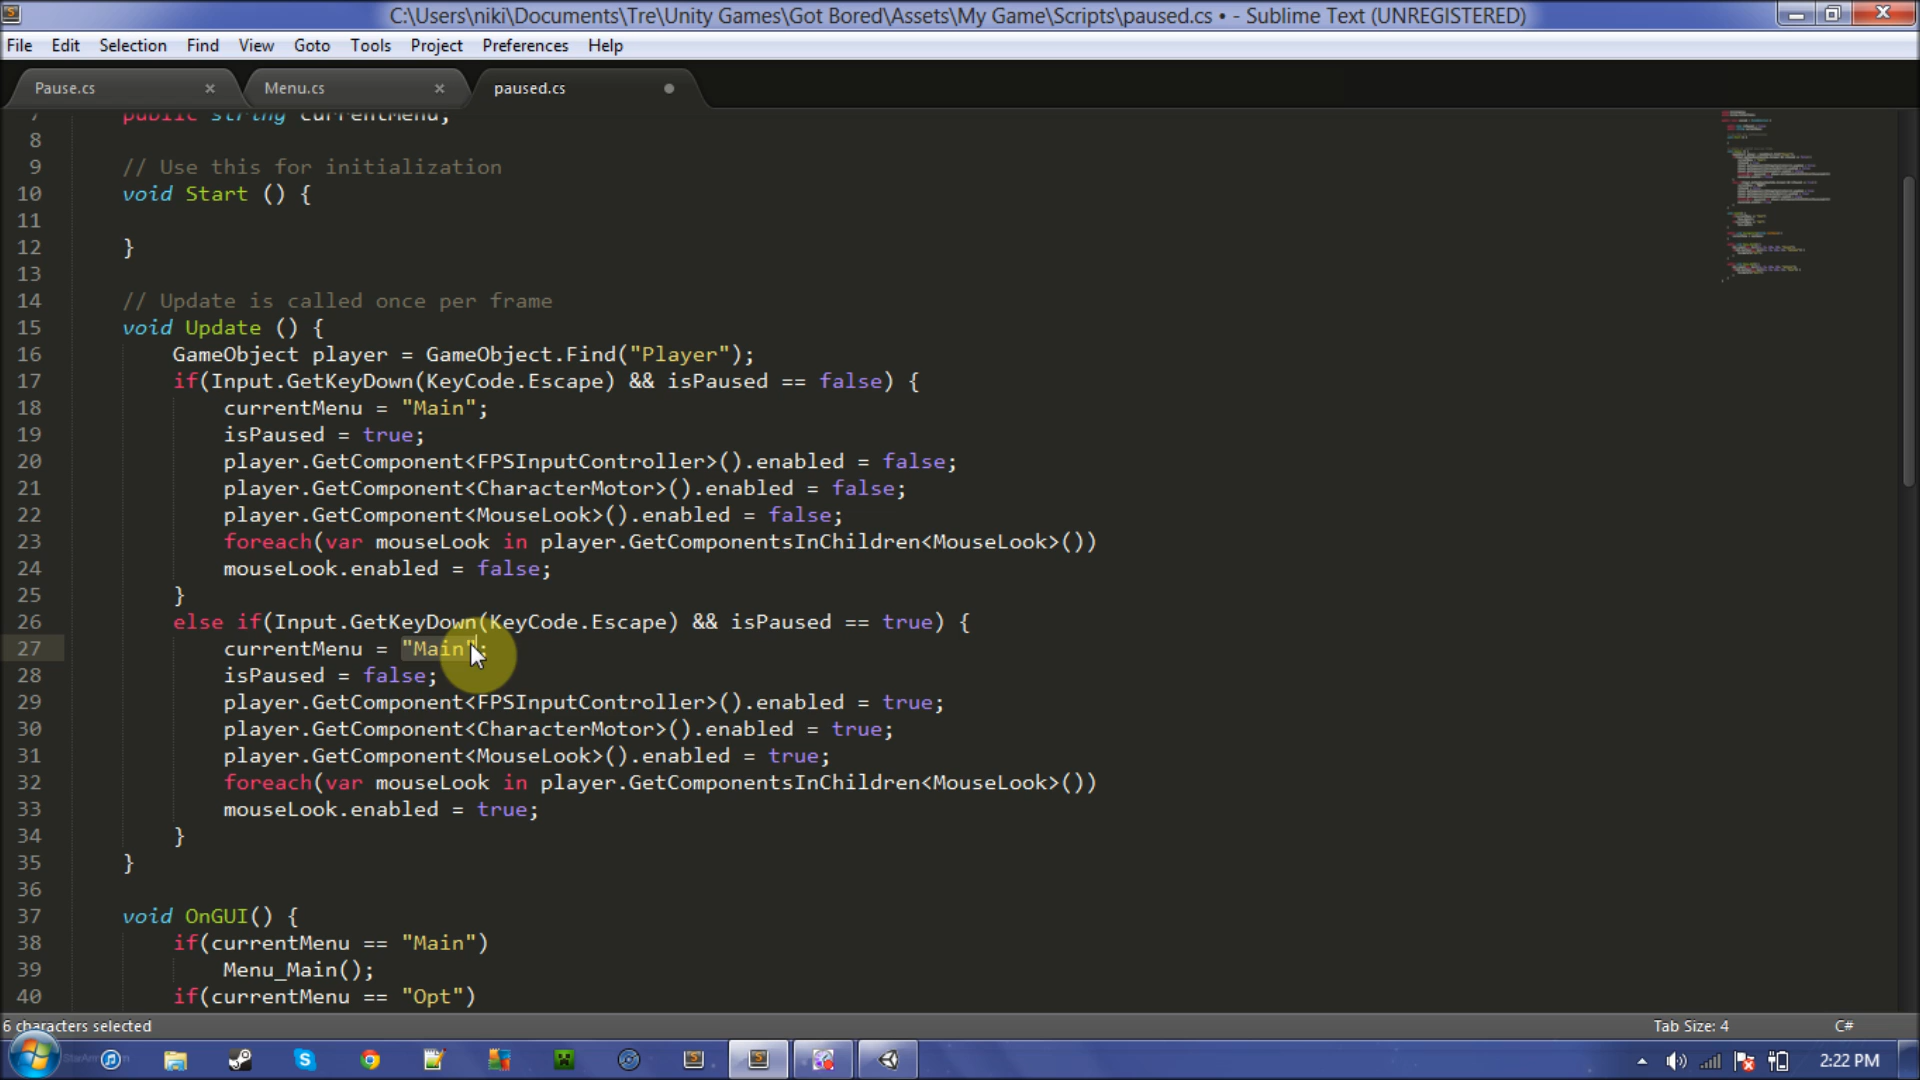 C:\Users\niki\Documents\Tre\Unity Games\Got Bored\Assets\My Game\Scripts\paused.cs • - Sublime Text (UNREGISTERED)
File Edit Selection Find View Goto Tools Project Preferences Help
Pause.cs × Menu.cs × paused.cs
7 public string currentMenu;
8
9 // Use this for initialization
10 void Start () {
11
12 }
13
14 // Update is called once per frame
15 void Update () {
16 GameObject player = GameObject.Find("Player");
17 if(Input.GetKeyDown(KeyCode.Escape) && isPaused == false) {
18 currentMenu = "Main";
19 isPaused = true;
20 player.GetComponent<FPSInputController>().enabled = false;
21 player.GetComponent<CharacterMotor>().enabled = false;
22 player.GetComponent<MouseLook>().enabled = false;
23 foreach(var mouseLook in player.GetComponentsInChildren<MouseLook>())
24 mouseLook.enabled = false;
25 }
26 else if(Input.GetKeyDown(KeyCode.Escape) && isPaused == true) {
27 currentMenu = "Main";
28 isPaused = false;
29 player.GetComponent<FPSInputController>().enabled = true;
30 player.GetComponent<CharacterMotor>().enabled = true;
31 player.GetComponent<MouseLook>().enabled = true;
32 foreach(var mouseLook in player.GetComponentsInChildren<MouseLook>())
33 mouseLook.enabled = true;
34 }
35 }
36
37 void OnGUI() {
38 if(currentMenu == "Main")
39 Menu_Main();
40 if(currentMenu == "Opt")
6 characters selected Tab Size: 4 C#
2:22 PM